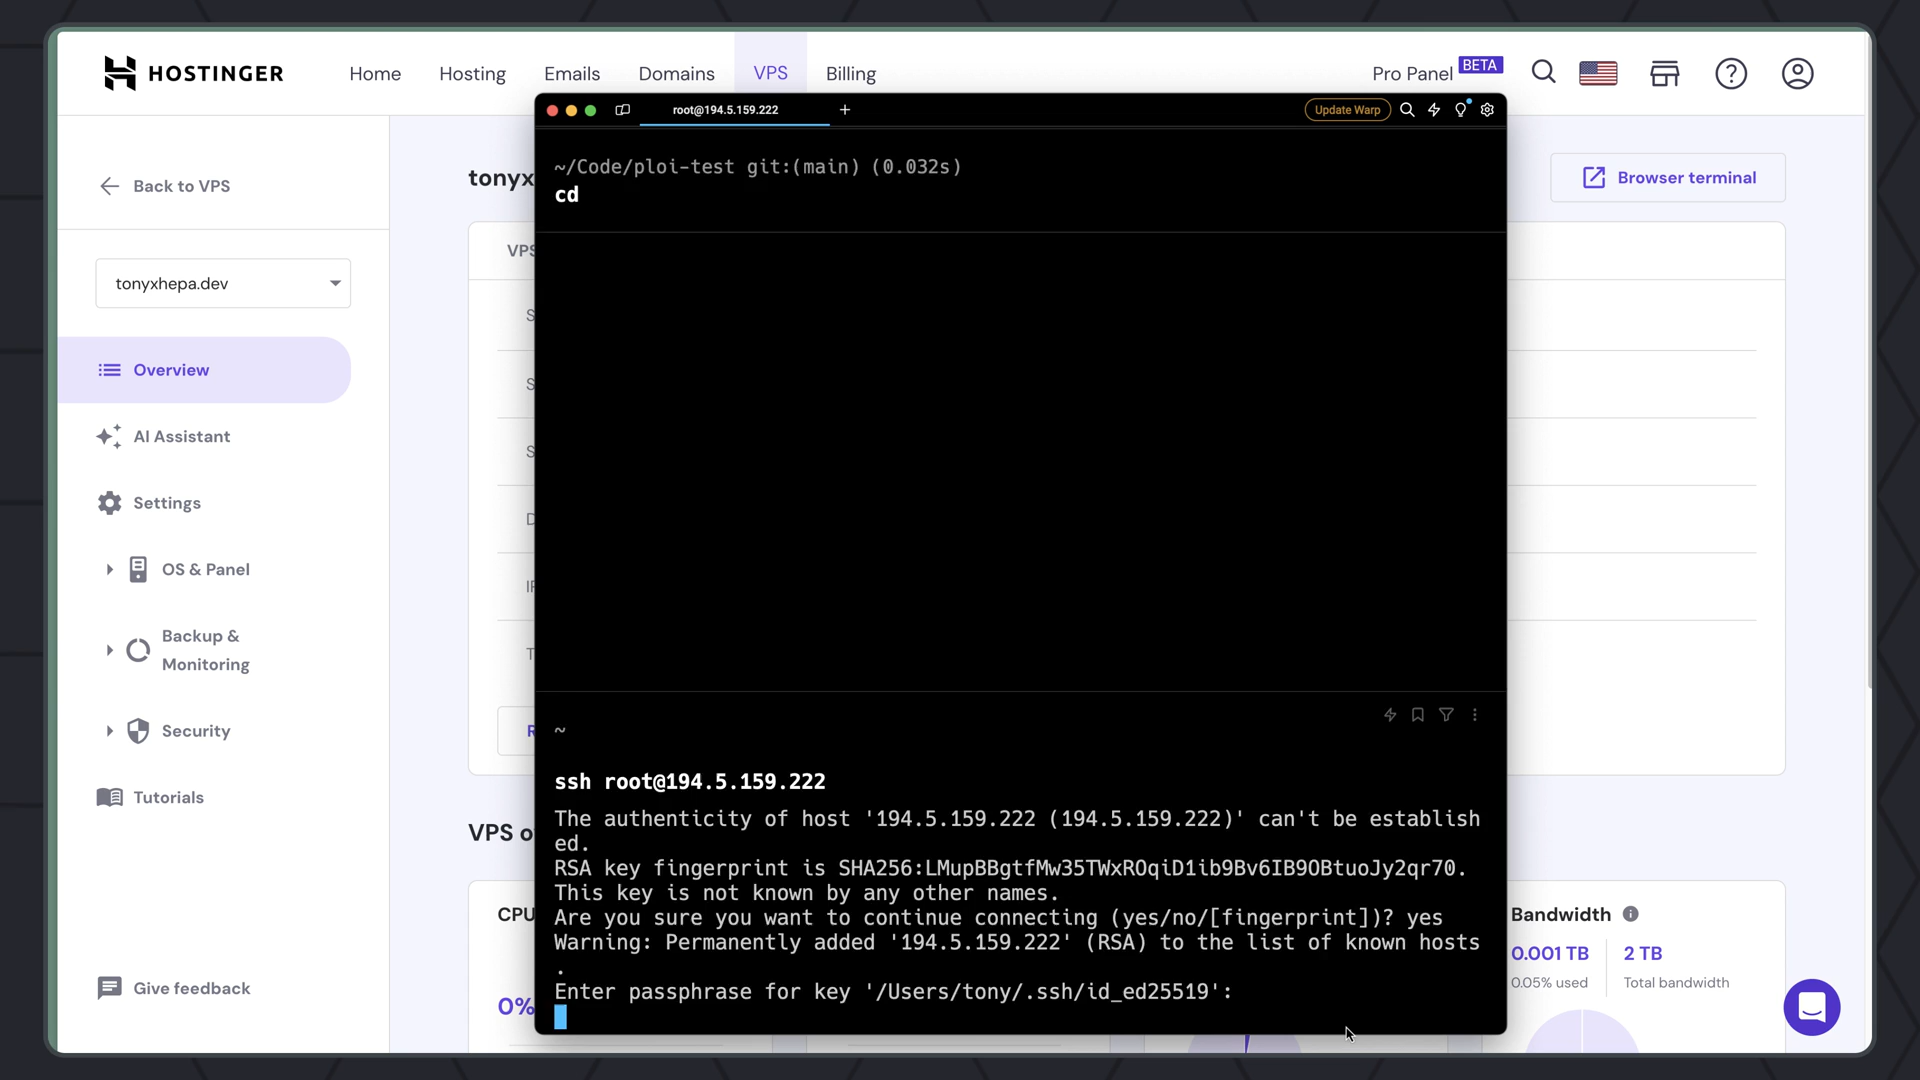 HOSTINGER
Home
Hosting
Emails
Domains
VPS
Billing
Pro Panel
BETA
root@194.5.159.222
Update Warp
Back to VPS
tonyxhepa.dev
Overview
AI Assistant
Settings
OS & Panel
Backup &
Monitoring
Security
Tutorials
Give feedback
tonyx
Browser terminal
VPS
S
S
S
D
IP
T
R
VPS o
CPU
0%
~/Code/ploi-test git:(main) (0.032s)
cd
~
ssh root@194.5.159.222
The authenticity of host '194.5.159.222 (194.5.159.222)' can't be establish
ed.
RSA key fingerprint is SHA256:LMupBBgtfMw35TWxROqiD1ib9Bv6IB9OBtuoJy2qr70.
This key is not known by any other names.
Are you sure you want to continue connecting (yes/no/[fingerprint])? yes
Warning: Permanently added '194.5.159.222' (RSA) to the list of known hosts
.
Enter passphrase for key '/Users/tony/.ssh/id_ed25519':
Bandwidth
0.001 TB
0.05% used
2 TB
Total bandwidth